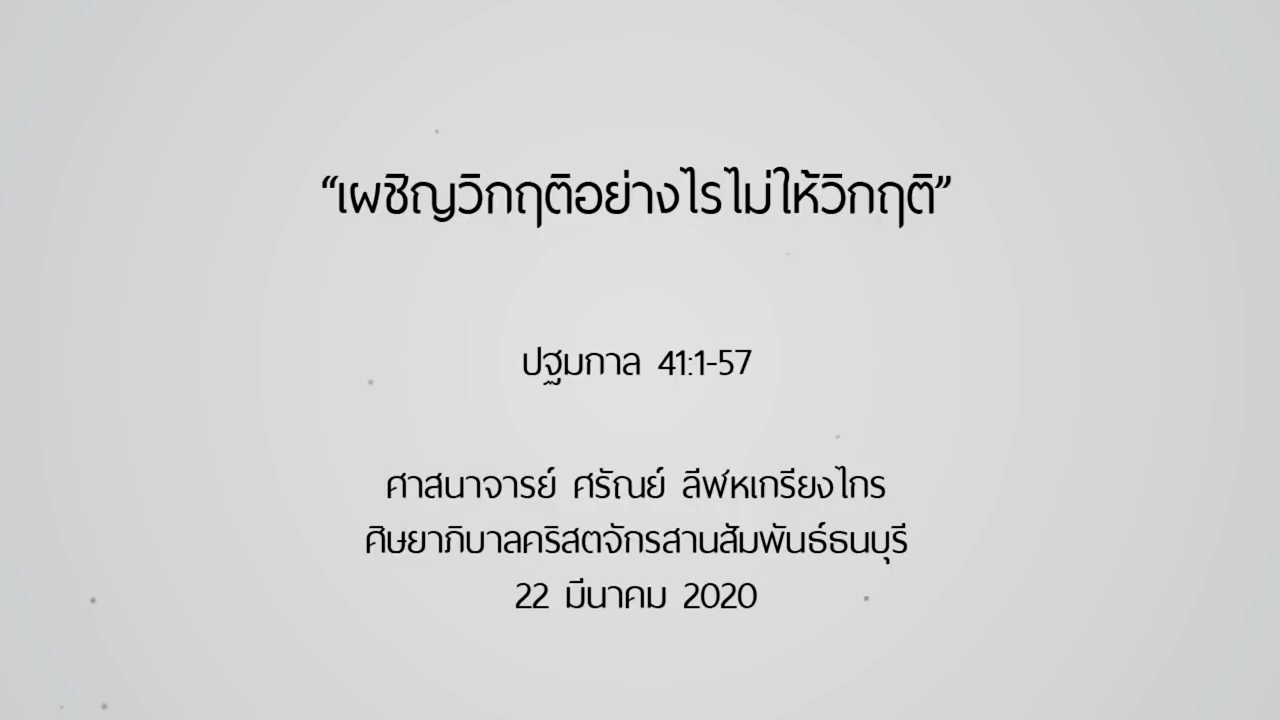 “เผชิญวิกฤติอย่างไรไม่ให้วิกฤติ”
ปฐมกาล 41:1-57
ศาสนาจารย์ ศรัณย์ ลีฬหเกรียงไกร
ศิษยาภิบาลคริสตจักรสานสัมพันธ์ธนบุรี
22 มีนาคม 2020